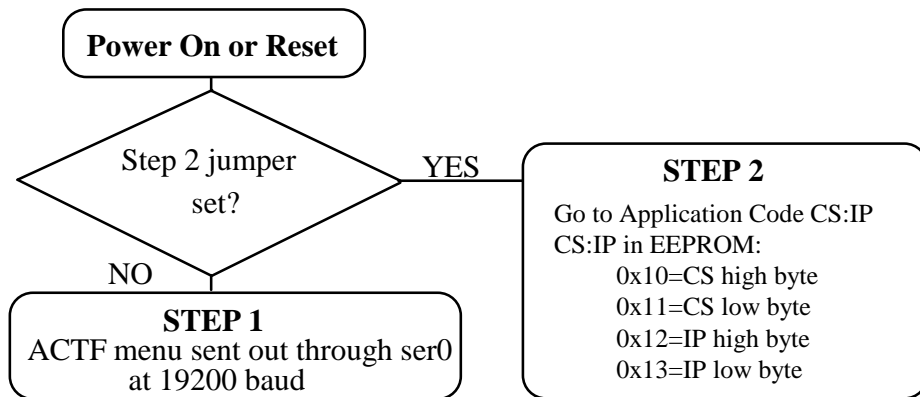 Power On or Reset
Step 2 jumper
set?
YES
NO
STEP 1
ACTF menu sent out through ser0
at 19200 baud
STEP 2
Go to Application Code CS:IP
CS:IP in EEPROM:
0x10=CS high byte
0x11=CS low byte
0x12=IP high byte
0x13=IP low byte